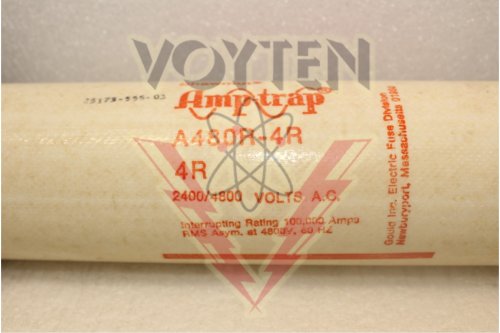 VOYTEN
Amp-trap®
A480R-4R
4R
2400/4800 VOLTS A.C.
Interrupting Rating 100,000 Amps
RMS Asym. at 4800V, 60 HZ
Gould Inc. Electric Fuse Division
Newburyport, Massachusetts